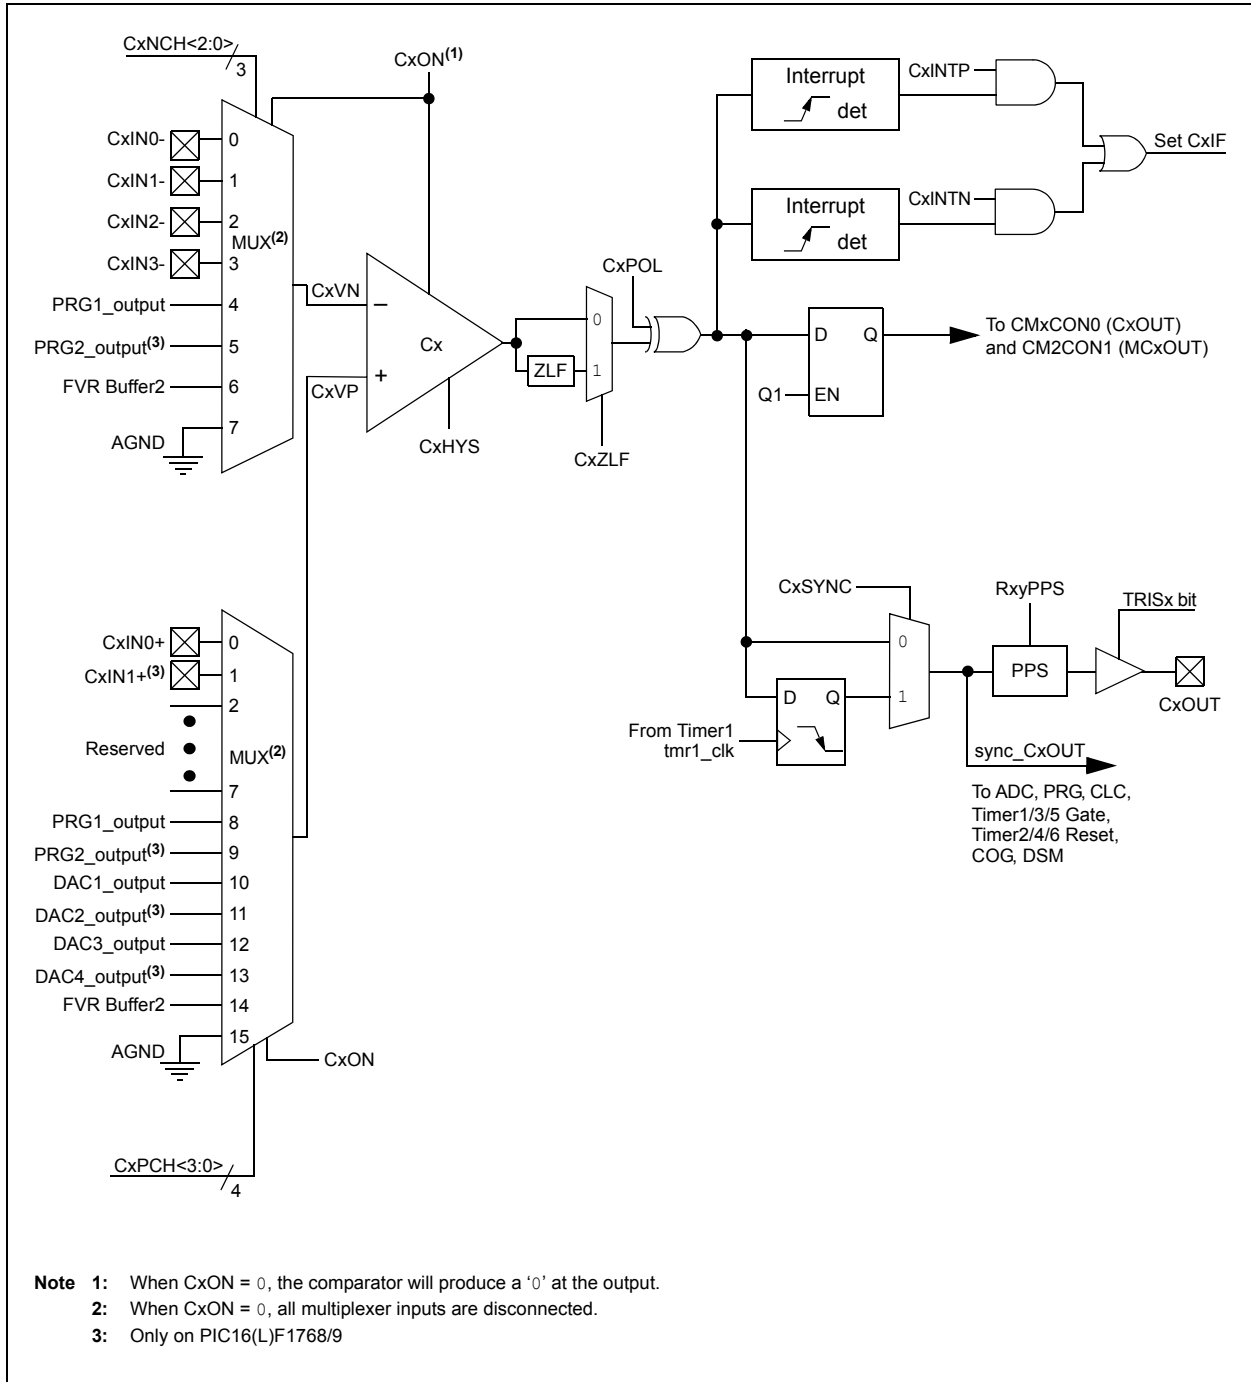 CxNCH<2:0>
3
CxON(1)
CxIN0-
0
CxIN1-
1
CxIN2-
2
MUX(2)
CxIN3-
3
PRG1_output
4
PRG2_output(3)
5
FVR Buffer2
6
7
AGND
CxVN
−
Cx
+
CxVP
CxHYS
ZLF
0
1
CxZLF
CxPOL
Interrupt
det
CxINTP
Interrupt
det
CxINTN
Set CxIF
D
Q
Q1
EN
To CMxCON0 (CxOUT)
and CM2CON1 (MCxOUT)
CxIN0+
0
CxIN1+(3)
1
2
Reserved
MUX(2)
7
PRG1_output
8
PRG2_output(3)
9
DAC1_output
10
DAC2_output(3)
11
DAC3_output
12
DAC4_output(3)
13
FVR Buffer2
14
15
AGND
CxON
CxPCH<3:0>
4
CxSYNC
0
1
D
Q
From Timer1
tmr1_clk
RxyPPS
PPS
TRISx bit
CxOUT
sync_CxOUT
To ADC, PRG, CLC,
Timer1/3/5 Gate,
Timer2/4/6 Reset,
COG, DSM
Note 1: When CxON = 0, the comparator will produce a ‘0’ at the output.
2: When CxON = 0, all multiplexer inputs are disconnected.
3: Only on PIC16(L)F1768/9